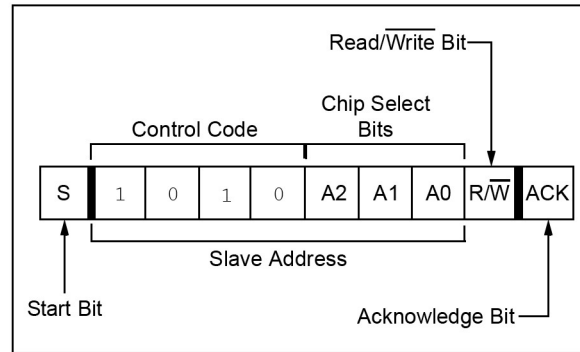 Read/Write Bit
Chip Select
Bits
Control Code
S 1 0 1 0 A2 A1 A0 R/W ACK
Slave Address
Start Bit
Acknowledge Bit